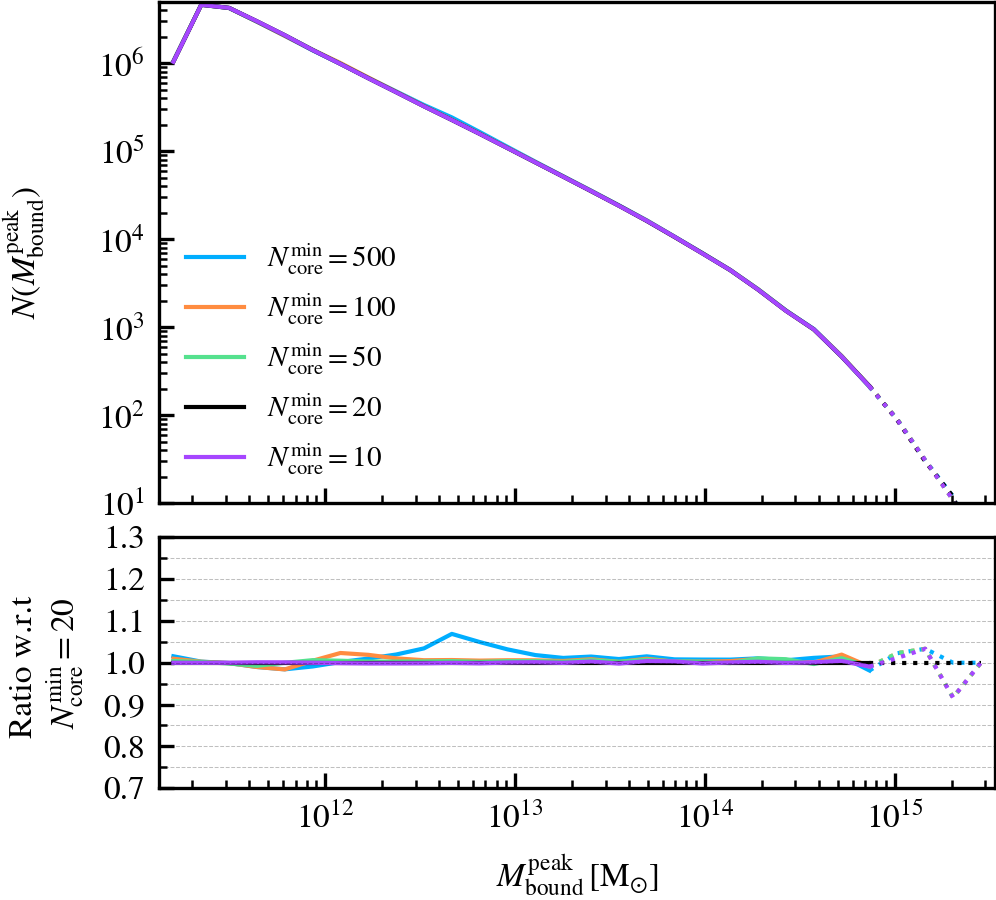 10^6
10^5
10^4
10^3
10^2
10^1
N(M_bound^peak)
N_core^min = 500
N_core^min = 100
N_core^min = 50
N_core^min = 20
N_core^min = 10
1.3
1.2
1.1
1.0
0.9
0.8
0.7
Ratio w.r.t
N_core^min = 20
10^12
10^13
10^14
10^15
M_bound^peak [M_⊙]